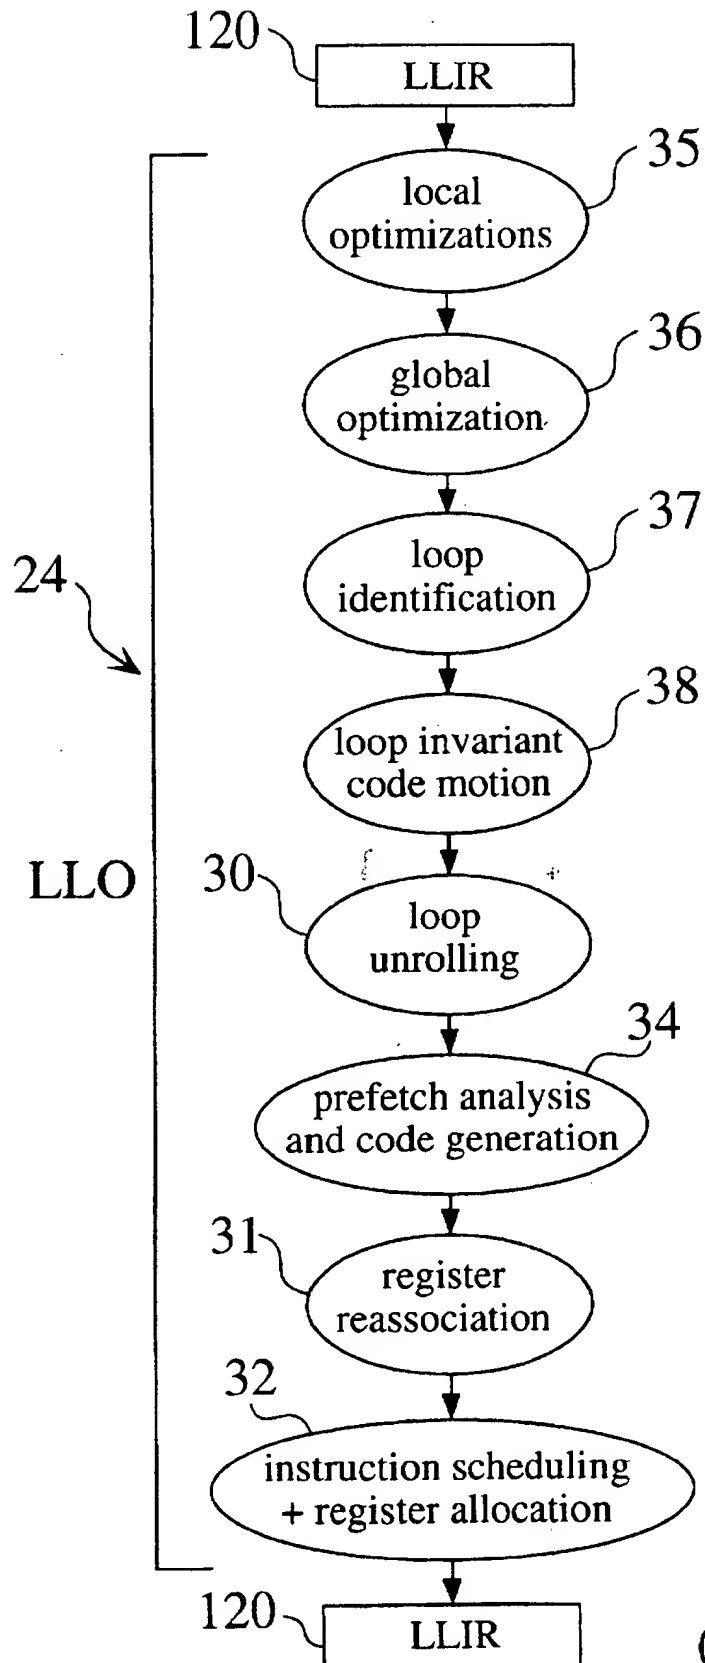 120
LLIR
35
local
optimizations
36
global
optimization
37
loop
identification
24
38
loop invariant
code motion
LLO
30
loop
unrolling
34
prefetch analysis
and code generation
31
register
reassociation
32
instruction scheduling
+ register allocation
120
LLIR